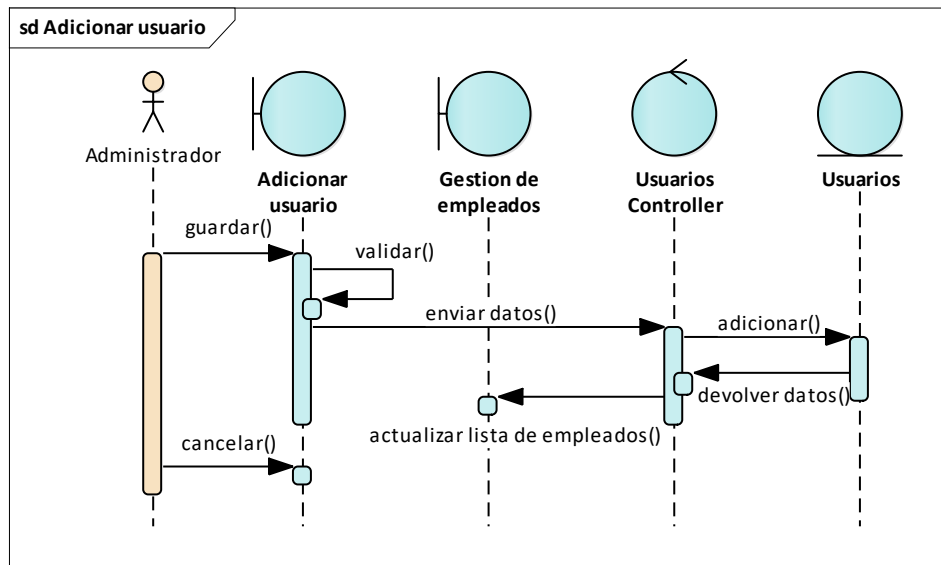 sd Adicionar usuario
Administrador
Adicionar
usuario
Gestion de
empleados
Usuarios
Controller
Usuarios
guardar()
validar()
enviar datos()
adicionar()
devolver datos()
actualizar lista de empleados()
cancelar()